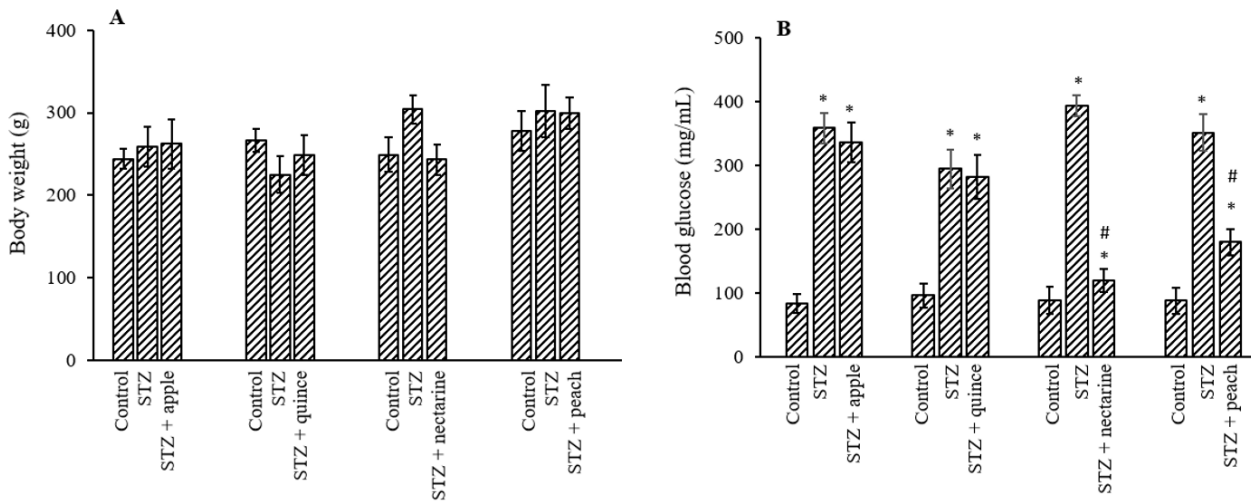 A
Body weight (g)
400
300
200
100
0
Control
STZ
STZ + apple
Control
STZ
STZ + quince
Control
STZ
STZ + nectarine
Control
STZ
STZ + peach
B
Blood glucose (mg/mL)
500
400
300
200
100
0
*
*
*
*
*
#
*
*
#
*
Control
STZ
STZ + apple
Control
STZ
STZ + quince
Control
STZ
STZ + nectarine
Control
STZ
STZ + peach